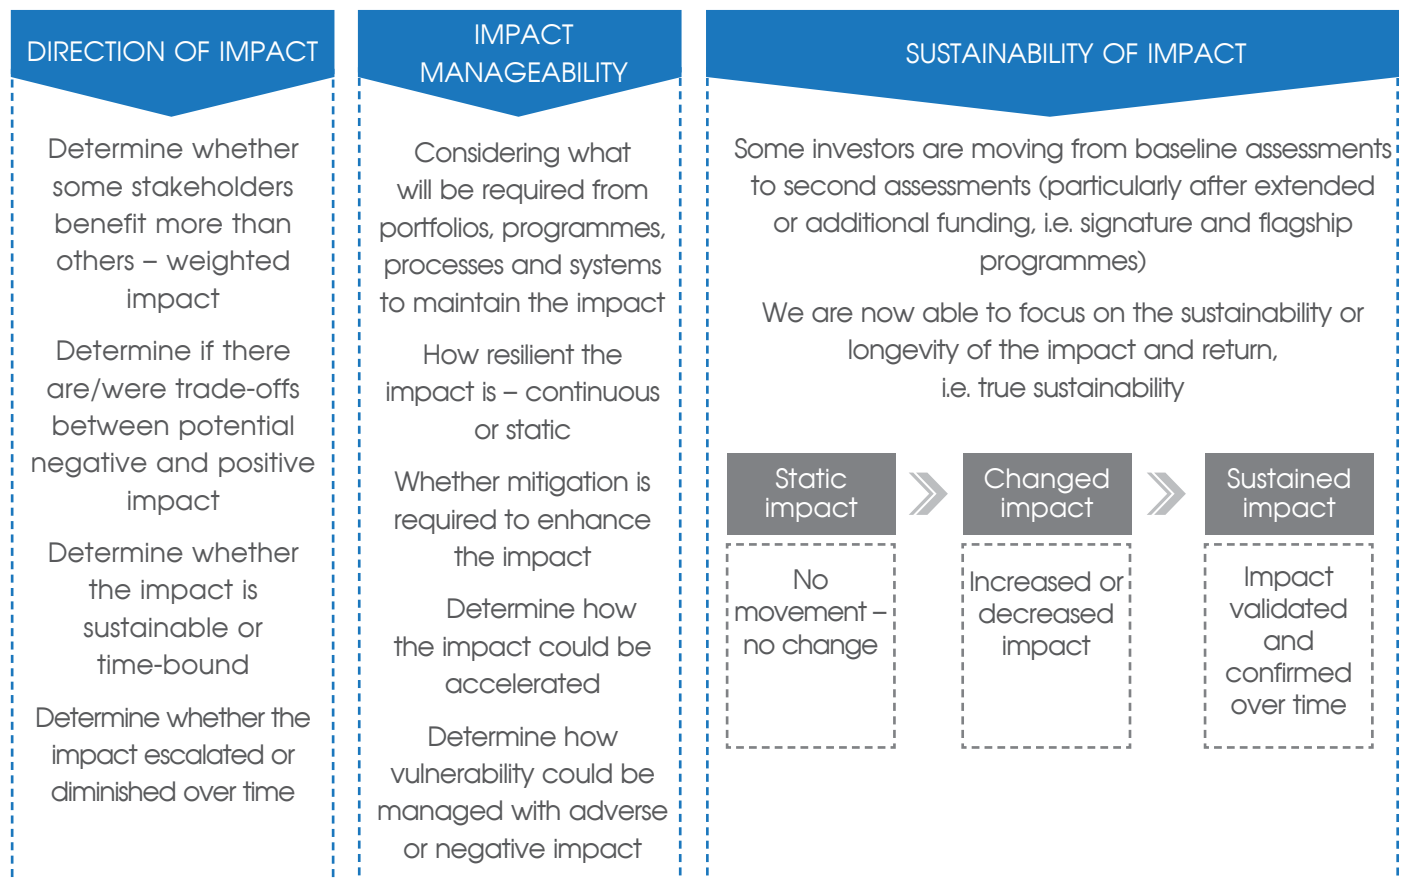 DIRECTION OF IMPACT
Determine whether
some stakeholders
benefit more than
others – weighted
impact
Determine if there
are/were trade-offs
between potential
negative and positive
impact
Determine whether
the impact is
sustainable or
time-bound
Determine whether the
impact escalated or
diminished over time
IMPACT
MANAGEABILITY
Considering what
will be required from
portfolios, programmes,
processes and systems
to maintain the impact
How resilient the
impact is – continuous
or static
Whether mitigation is
required to enhance
the impact
Determine how
the impact could be
accelerated
Determine how
vulnerability could be
managed with adverse
or negative impact
SUSTAINABILITY OF IMPACT
Some investors are moving from baseline assessments
to second assessments (particularly after extended
or additional funding, i.e. signature and flagship
programmes)
We are now able to focus on the sustainability or
longevity of the impact and return,
i.e. true sustainability
Static
impact
No
movement –
no change
Changed
impact
Increased or
decreased
impact
Sustained
impact
Impact
validated
and
confirmed
over time